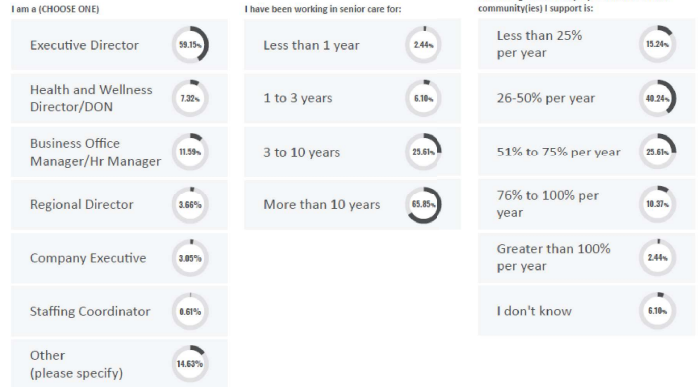 I am a (CHOOSE ONE)
Executive Director
59.15%
Health and Wellness
Director/DON
7.32%
Business Office
Manager/Hr Manager
11.59%
Regional Director
3.66%
Company Executive
3.05%
Staffing Coordinator
0.61%
Other
(please specify)
14.63%
I have been working in senior care for:
Less than 1 year
2.44%
1 to 3 years
6.10%
3 to 10 years
25.61%
More than 10 years
65.85%
community(ies) I support is:
Less than 25%
per year
15.24%
26-50% per year
40.24%
51% to 75% per year
25.61%
76% to 100% per
year
10.37%
Greater than 100%
per year
2.44%
I don't know
6.10%